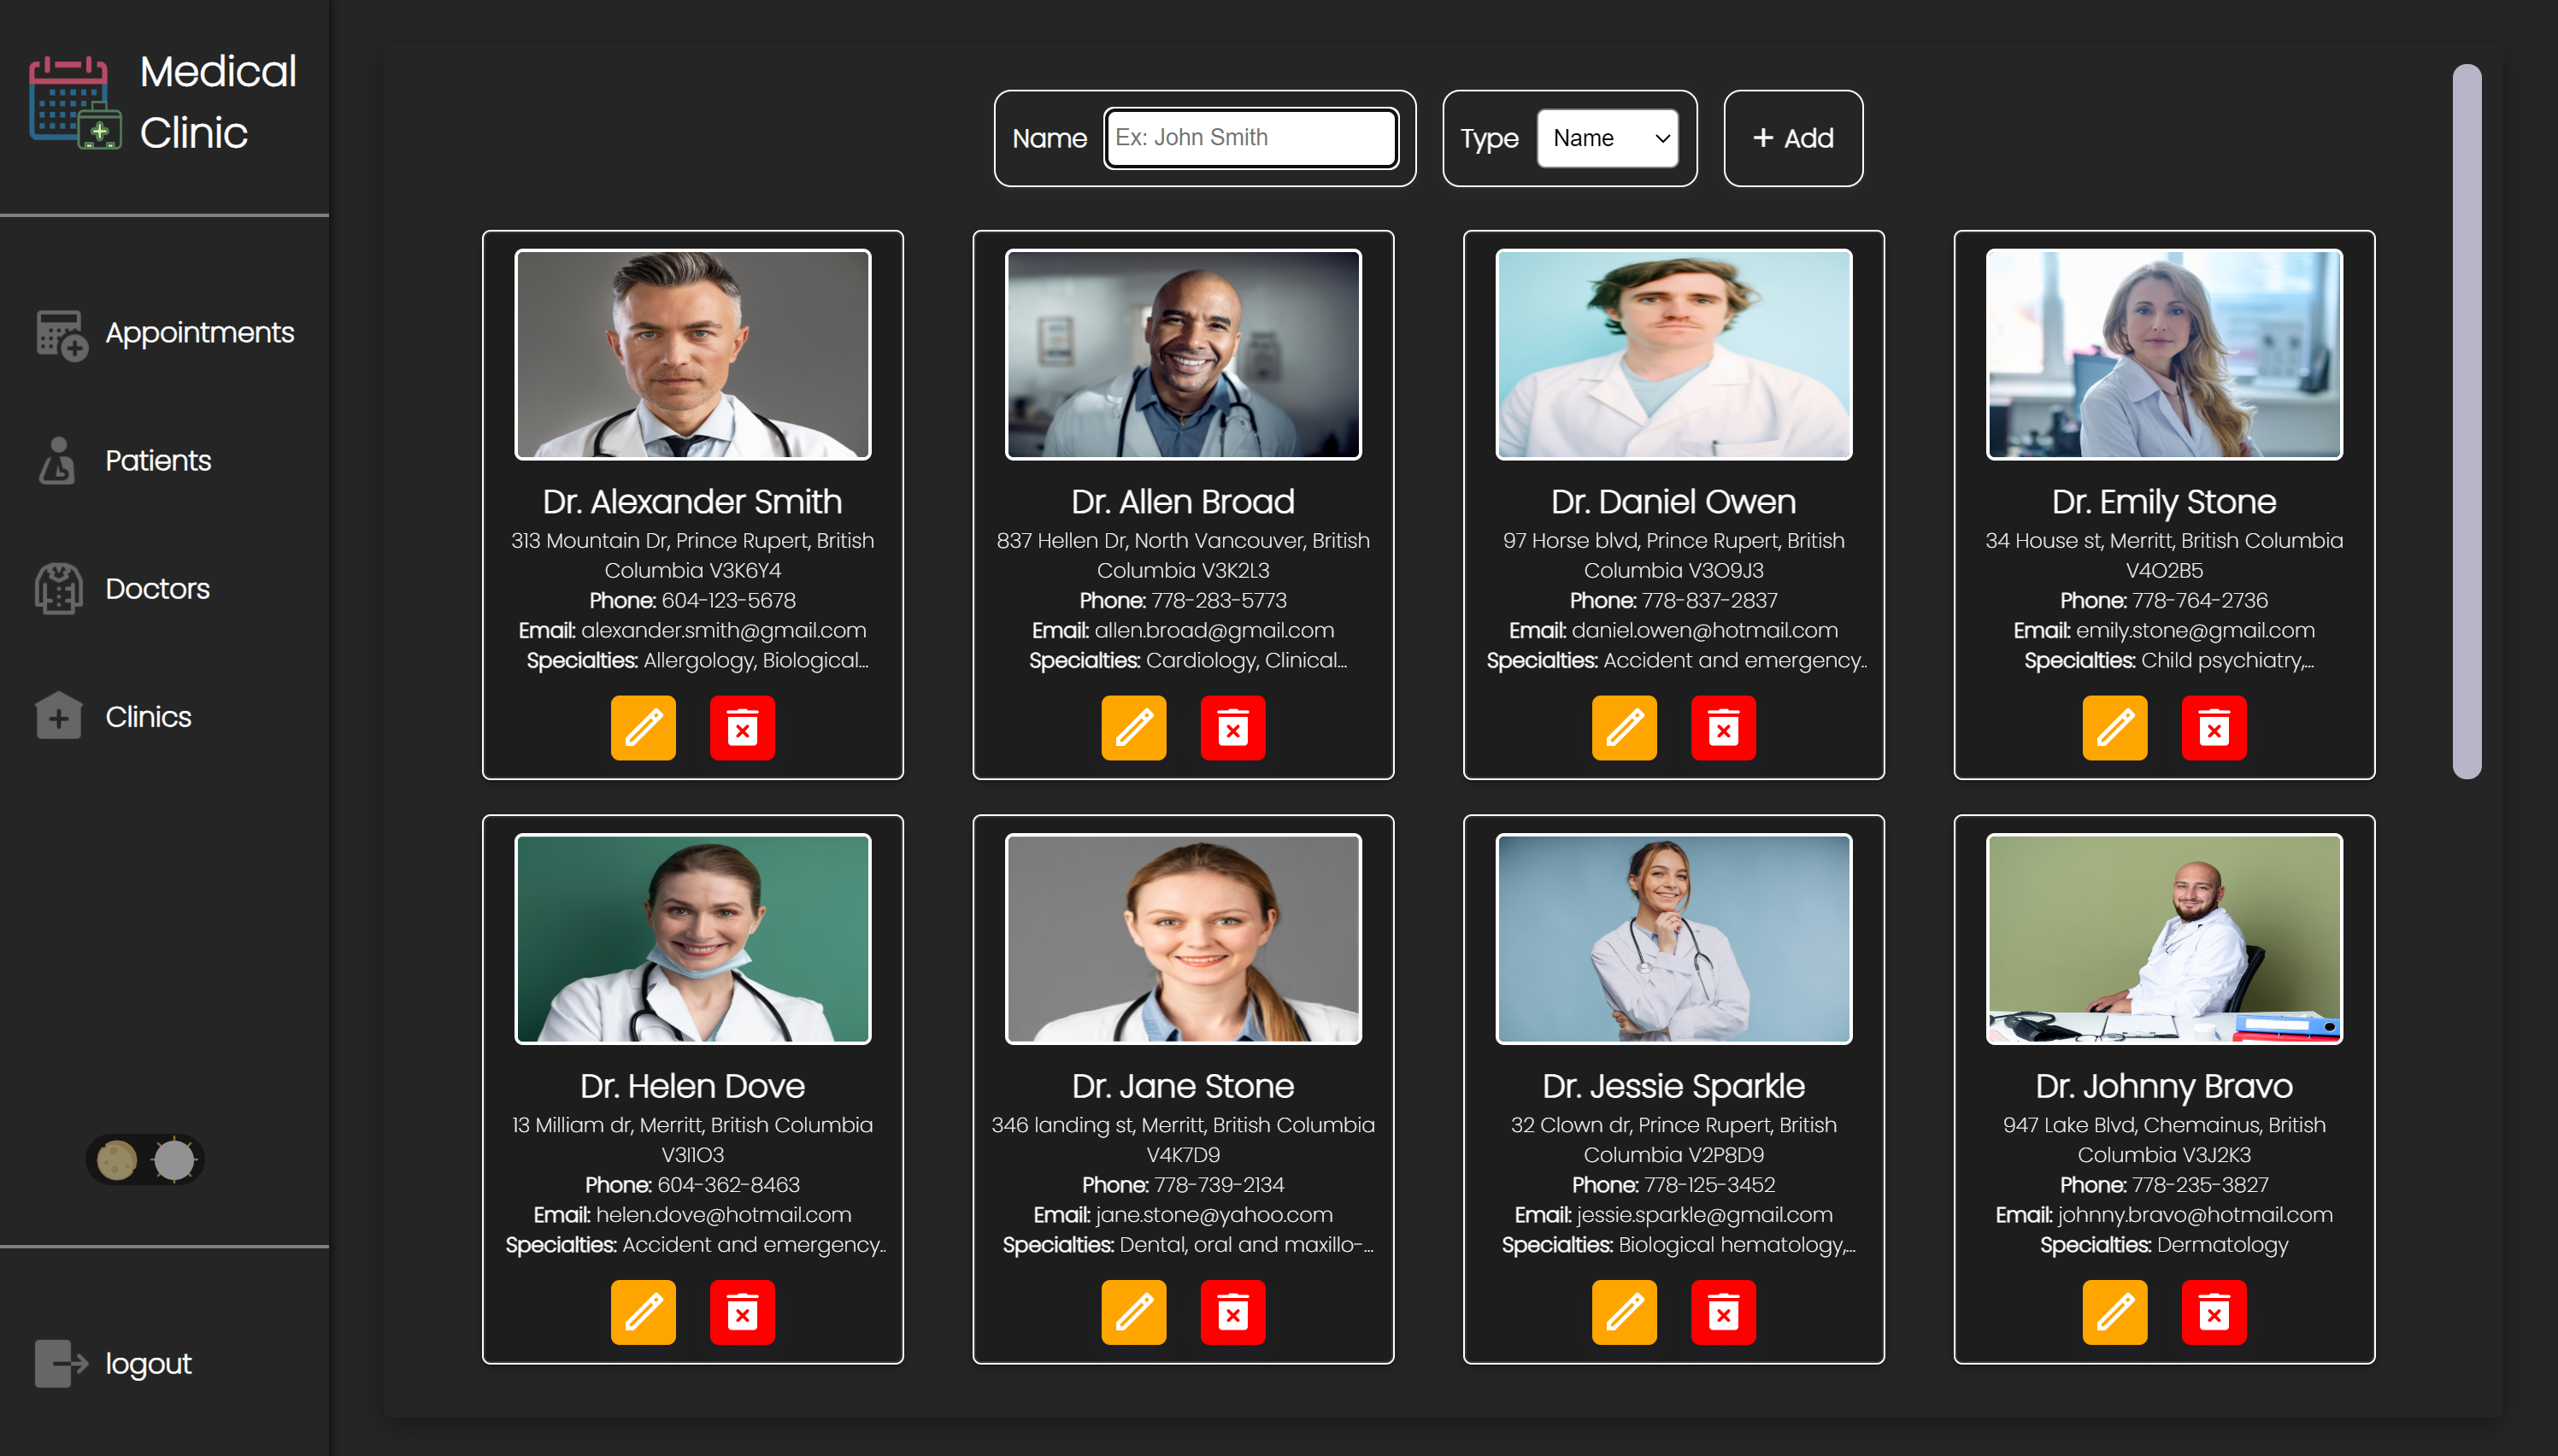 Medical
Clinic
Appointments
Patients
Doctors
Clinics
logout
Name Ex: John Smith Type Name + Add
Dr. Alexander Smith
313 Mountain Dr, Prince Rupert, British
Columbia V3K6Y4
Phone: 604-123-5678
Email: alexander.smith@gmail.com
Specialties: Allergology, Biological...
Dr. Allen Broad
837 Hellen Dr, North Vancouver, British
Columbia V3K2L3
Phone: 778-283-5773
Email: allen.broad@gmail.com
Specialties: Cardiology, Clinical...
Dr. Daniel Owen
97 Horse blvd, Prince Rupert, British
Columbia V3O9J3
Phone: 778-837-2837
Email: daniel.owen@hotmail.com
Specialties: Accident and emergency..
Dr. Emily Stone
34 House st, Merritt, British Columbia
V4O2B5
Phone: 778-764-2736
Email: emily.stone@gmail.com
Specialties: Child psychiatry,...
Dr. Helen Dove
13 Milliam dr, Merritt, British Columbia
V3I1O3
Phone: 604-362-8463
Email: helen.dove@hotmail.com
Specialties: Accident and emergency..
Dr. Jane Stone
346 landing st, Merritt, British Columbia
V4K7D9
Phone: 778-739-2134
Email: jane.stone@yahoo.com
Specialties: Dental, oral and maxillo-...
Dr. Jessie Sparkle
32 Clown dr, Prince Rupert, British
Columbia V2P8D9
Phone: 778-125-3452
Email: jessie.sparkle@gmail.com
Specialties: Biological hematology,...
Dr. Johnny Bravo
947 Lake Blvd, Chemainus, British
Columbia V3J2K3
Phone: 778-235-3827
Email: johnny.bravo@hotmail.com
Specialties: Dermatology